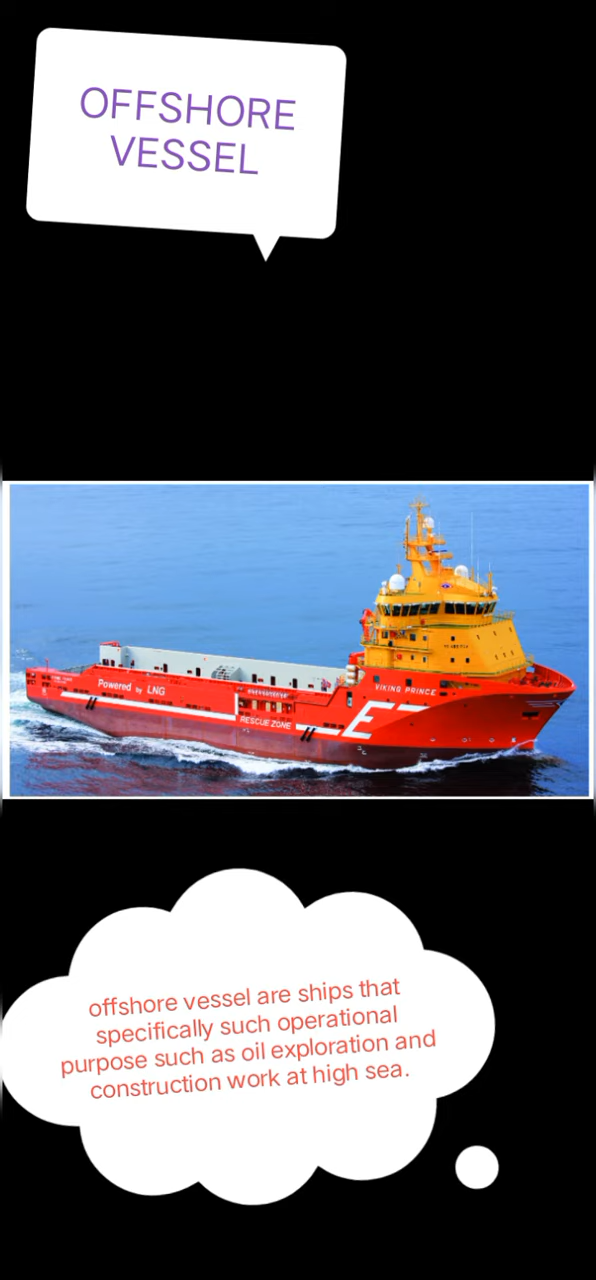 OFFSHORE
VESSEL
VIKING PRINCE
Powered by LNG
RESCUE ZONE
E
offshore vessel are ships that
specifically such operational
purpose such as oil exploration and
construction work at high sea.